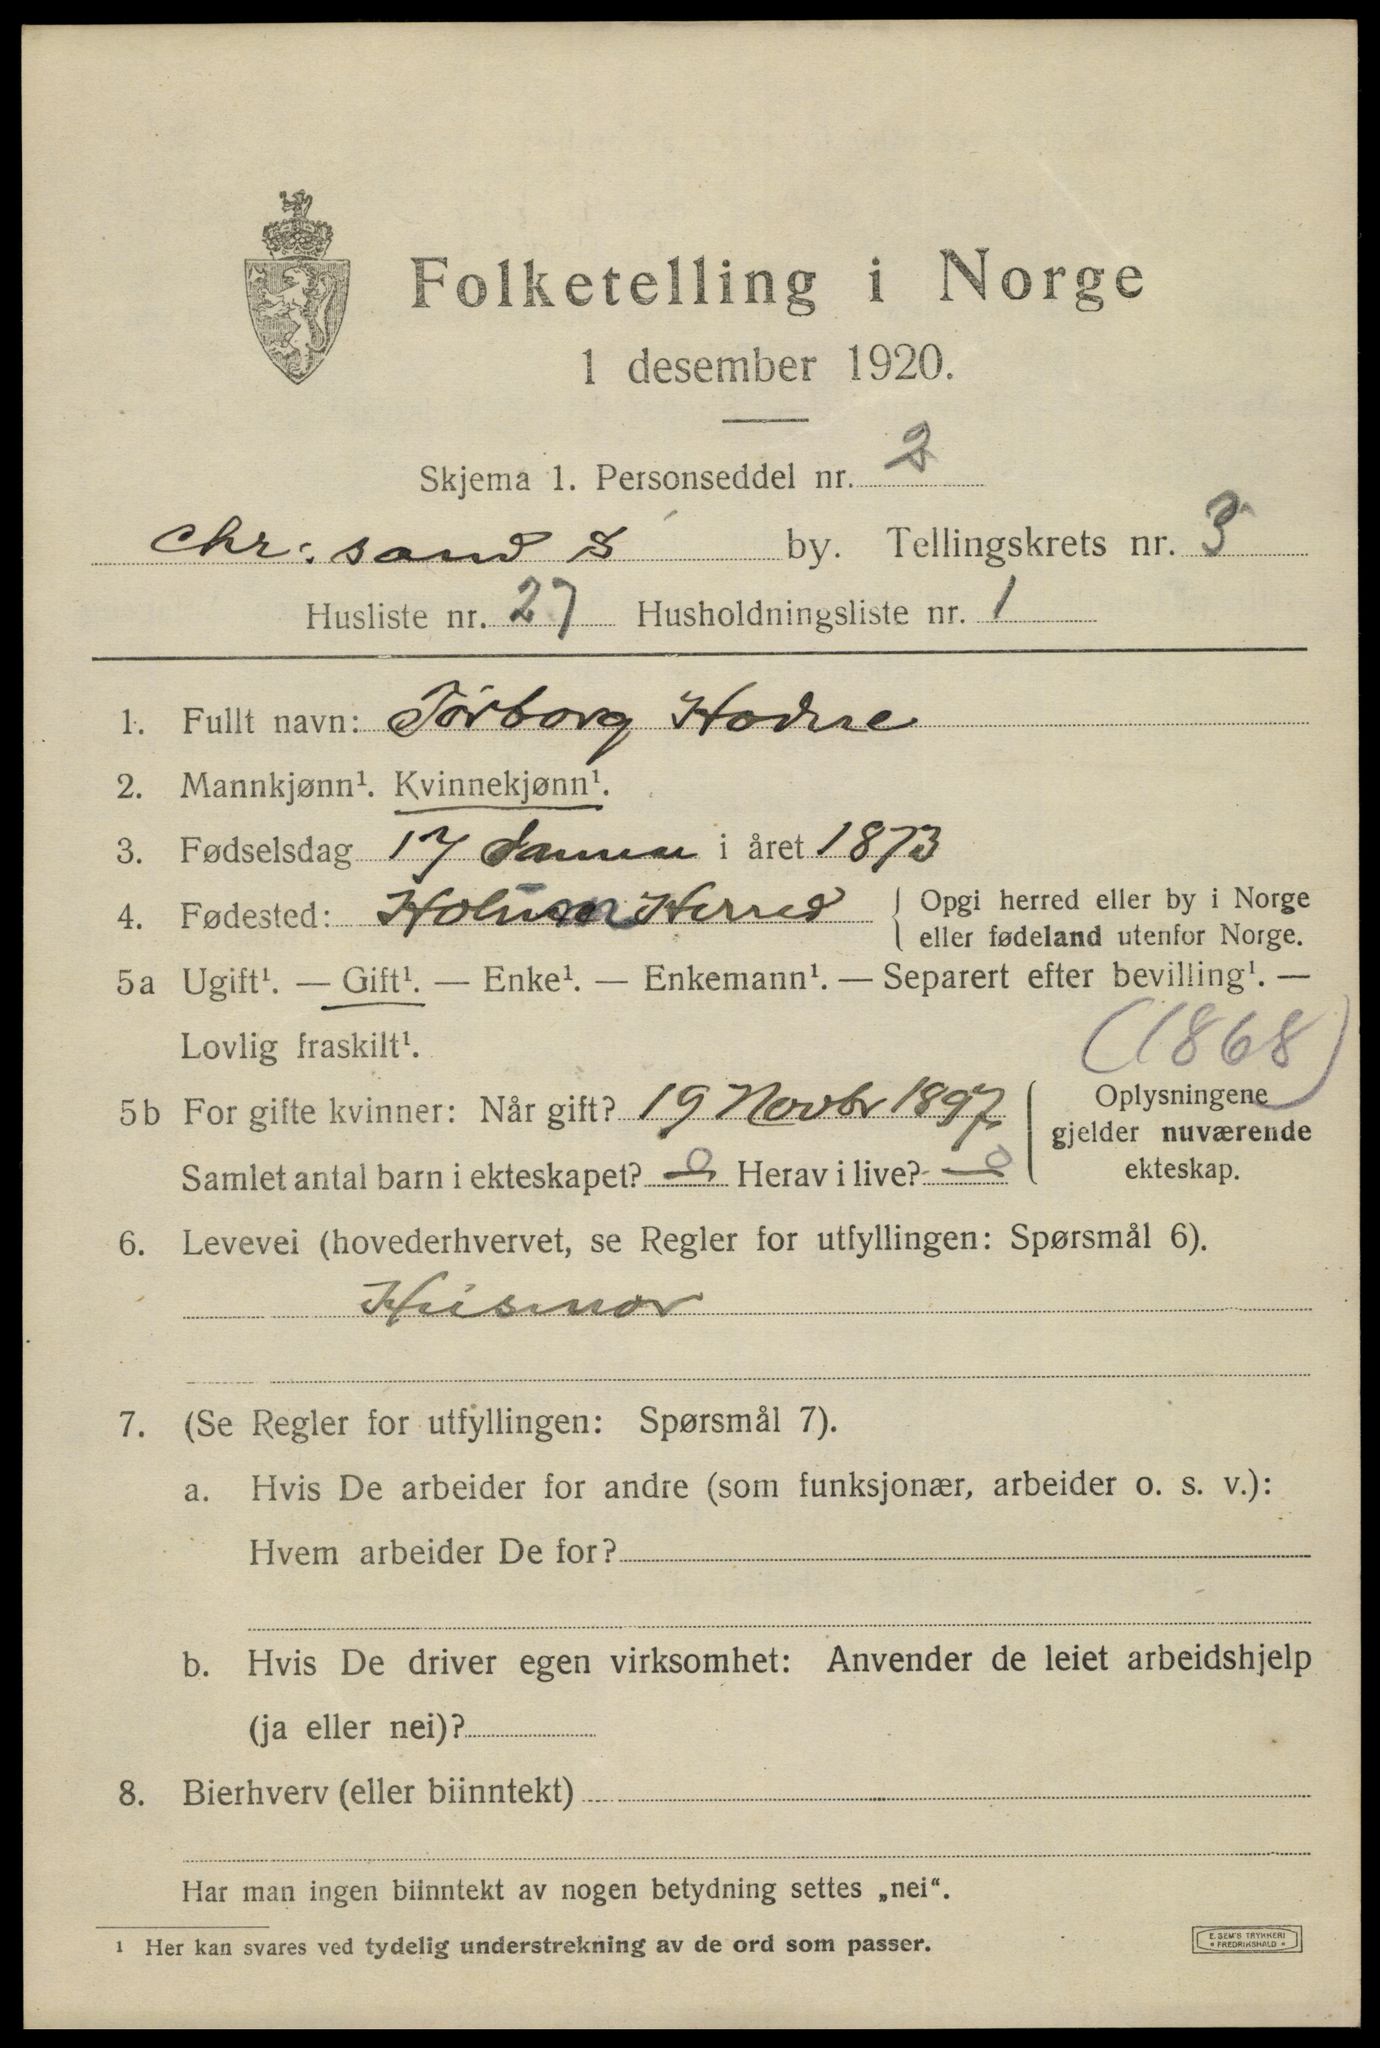 Folketelling i Norge
1 desember 1920.
Skjema 1. Personseddel nr. 2
Chr: sand S by. Tellingskrets nr. 3
Husliste nr. 27 Husholdningsliste nr. 1
1. Fullt navn: Torborg Hodne
2. Mannkjønn¹. Kvinnekjønn¹.
3. Fødselsdag 17 Januar i året 1873
4. Fødested: Holum Herred { Opgi herred eller by i Norge
eller fødeland utenfor Norge.
5a Ugift¹. — Gift¹. — Enke¹. — Enkemann¹. — Separert efter bevilling¹. —
Lovlig fraskilt¹.
(1868)
5b For gifte kvinner: Når gift? 19 Novbr 1897. { Oplysningene
gjelder nuværende
Samlet antal barn i ekteskapet? 0 Herav i live? 0 ekteskap.
6. Levevei (hovederhvervet, se Regler for utfyllingen: Spørsmål 6).
Husmor
7. (Se Regler for utfyllingen: Spørsmål 7).
a. Hvis De arbeider for andre (som funksjonær, arbeider o. s. v.):
Hvem arbeider De for?
b. Hvis De driver egen virksomhet: Anvender de leiet arbeidshjelp
(ja eller nei)?
8. Bierhverv (eller biinntekt)
Har man ingen biinntekt av nogen betydning settes „nei“.
¹ Her kan svares ved tydelig understrekning av de ord som passer.
E. SEM'S TRYKKERI
• FREDRIKSHALD •